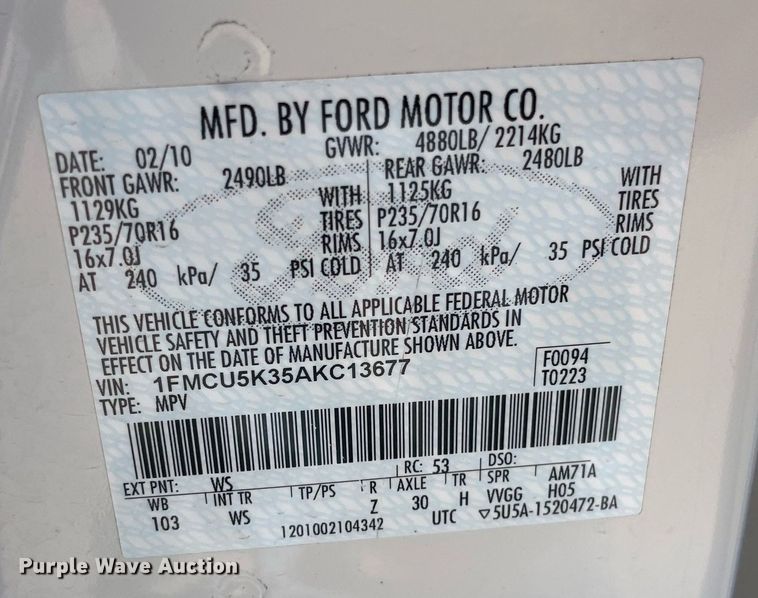 MFD. BY FORD MOTOR CO.
DATE: 02/10 GVWR: 4880LB/ 2214KG
FRONT GAWR: 2490LB REAR GAWR: 2480LB
1129KG WITH 1125KG WITH
P235/70R16 TIRES P235/70R16 TIRES
16x7.0J RIMS 16x7.0J RIMS
AT 240 kPa/ 35 PSI COLD AT 240 kPa/ 35 PSI COLD
THIS VEHICLE CONFORMS TO ALL APPLICABLE FEDERAL MOTOR
VEHICLE SAFETY AND THEFT PREVENTION STANDARDS IN
EFFECT ON THE DATE OF MANUFACTURE SHOWN ABOVE.
VIN: 1FMCU5K35AKC13677 F0094
TYPE: MPV T0223
EXT PNT: WS RC: 53 DSO:
WB INT TR TP/PS R AXLE TR SPR AM71A
103 WS Z 30 H VVGG H05
1201002104342 UTC ▽5U5A-1520472-BA
Ford
Purple Wave Auction